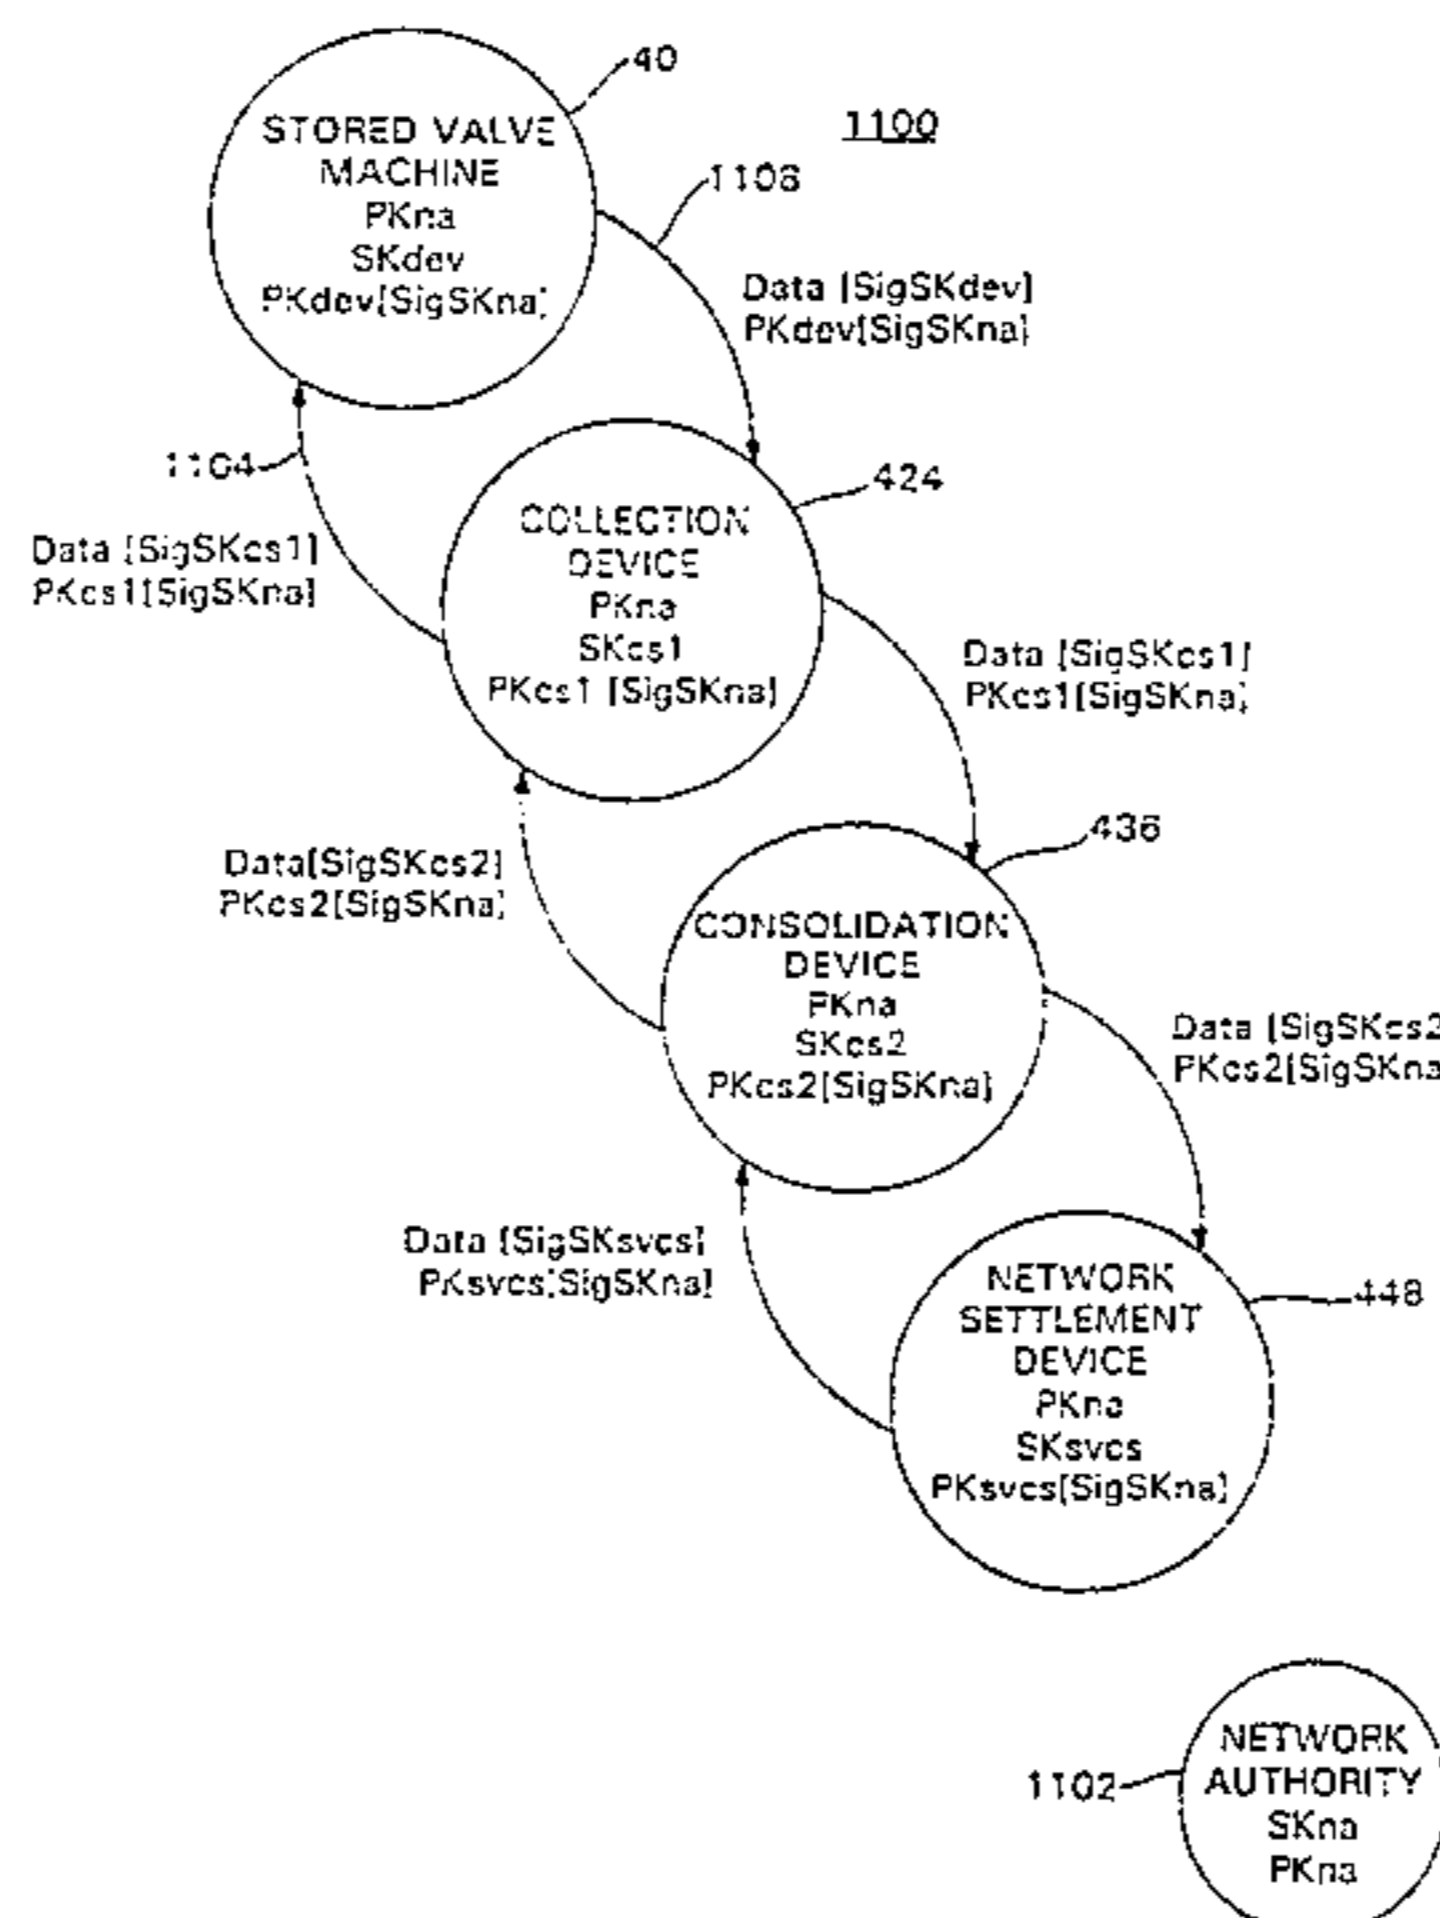 40
1100
STORED VALVE
MACHINE
PKna
SKdev
PKdev[SigSKna]
1106
Data [SigSKdev]
PKdev[SigSKna]
1104
Data [SigSKcs1]
PKcs1[SigSKna]
424
COLLECTION
DEVICE
PKna
SKcs1
PKcs1 [SigSKna]
Data [SigSKcs1]
PKcs1[SigSKna]
436
Data[SigSKcs2]
PKcs2[SigSKna]
CONSOLIDATION
DEVICE
PKna
SKcs2
PKcs2[SigSKna]
Data [SigSKcs2
PKcs2[SigSKna
Data [SigSKsvcs]
PKsvcs[SigSKna]
448
NETWORK
SETTLEMENT
DEVICE
PKna
SKsvcs
PKsvcs[SigSKna]
1102
NETWORK
AUTHORITY
SKna
PKna